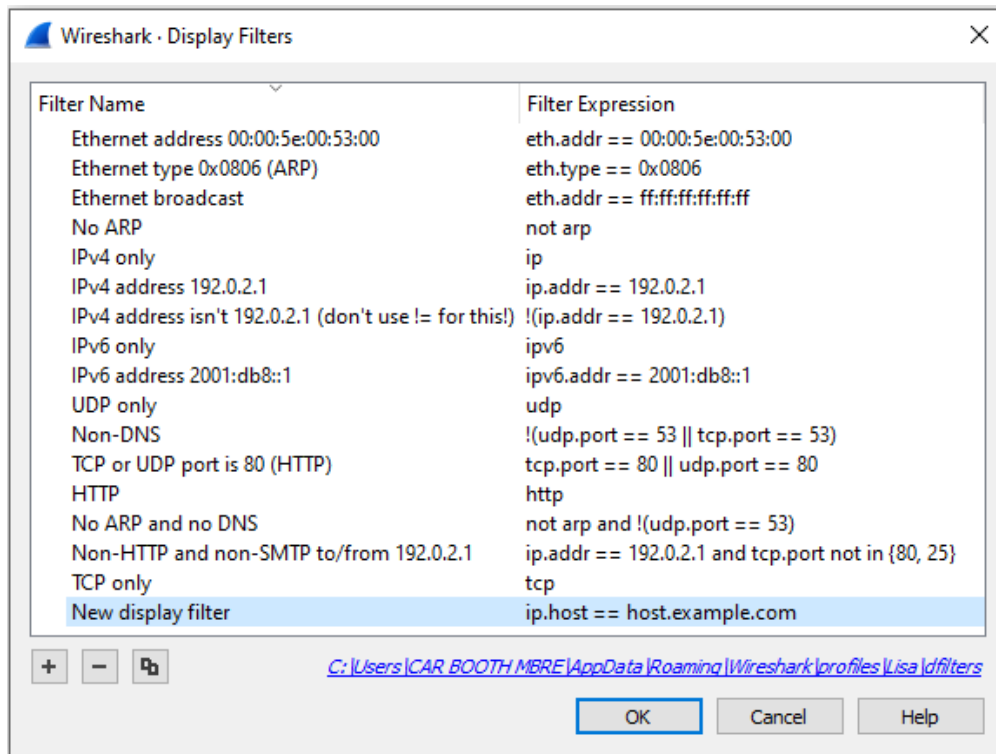 Wireshark · Display Filters
Filter Name Filter Expression
Ethernet address 00:00:5e:00:53:00 eth.addr == 00:00:5e:00:53:00
Ethernet type 0x0806 (ARP) eth.type == 0x0806
Ethernet broadcast eth.addr == ff:ff:ff:ff:ff:ff
No ARP not arp
IPv4 only ip
IPv4 address 192.0.2.1 ip.addr == 192.0.2.1
IPv4 address isn't 192.0.2.1 (don't use != for this!) !(ip.addr == 192.0.2.1)
IPv6 only ipv6
IPv6 address 2001:db8::1 ipv6.addr == 2001:db8::1
UDP only udp
Non-DNS !(udp.port == 53 || tcp.port == 53)
TCP or UDP port is 80 (HTTP) tcp.port == 80 || udp.port == 80
HTTP http
No ARP and no DNS not arp and !(udp.port == 53)
Non-HTTP and non-SMTP to/from 192.0.2.1 ip.addr == 192.0.2.1 and tcp.port not in {80, 25}
TCP only tcp
New display filter ip.host == host.example.com
C:\Users\CAR BOOTH MBRE\AppData\Roaming\Wireshark\profiles\Lisa\dfilters
OK Cancel Help